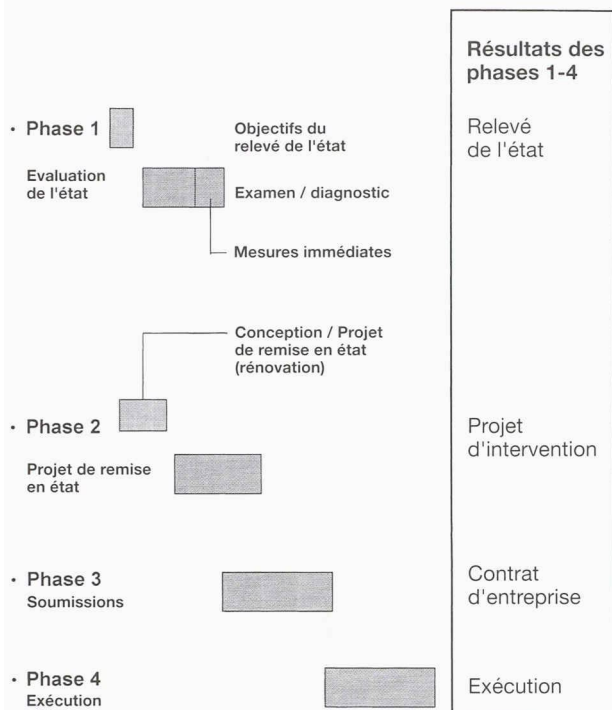 Résultats des
phases 1-4
· Phase 1
Objectifs du
relevé de l'état
Relevé
de l'état
Evaluation
de l'état
Examen / diagnostic
Mesures immédiates
Conception / Projet
de remise en état
(rénovation)
· Phase 2
Projet
d'intervention
Projet de remise
en état
· Phase 3
Soumissions
Contrat
d'entreprise
· Phase 4
Exécution
Exécution